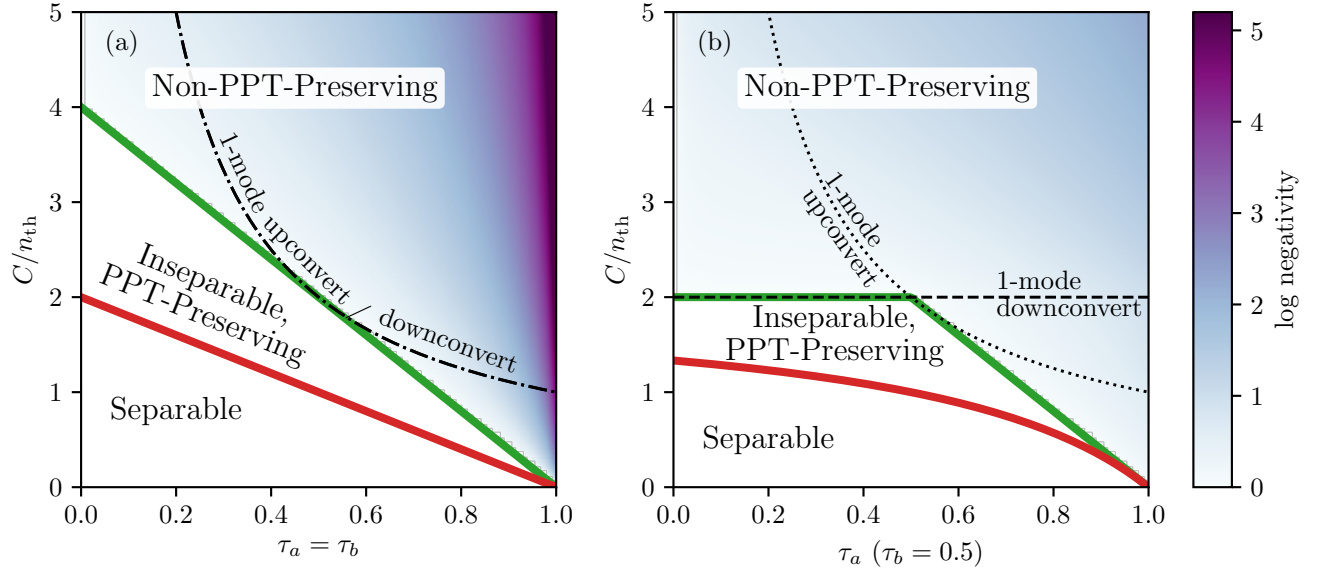 (a)
Non-PPT-Preserving
1-mode upconvert / downconvert
Inseparable,
PPT-Preserving
Separable
C/n_th
5
4
3
2
1
0
0.0 0.2 0.4 0.6 0.8 1.0
τ_a = τ_b
(b)
Non-PPT-Preserving
1-mode
upconvert
1-mode
downconvert
Inseparable,
PPT-Preserving
Separable
C/n_th
5
4
3
2
1
0
0.0 0.2 0.4 0.6 0.8 1.0
τ_a (τ_b = 0.5)
5
4
3
2
1
0
log negativity